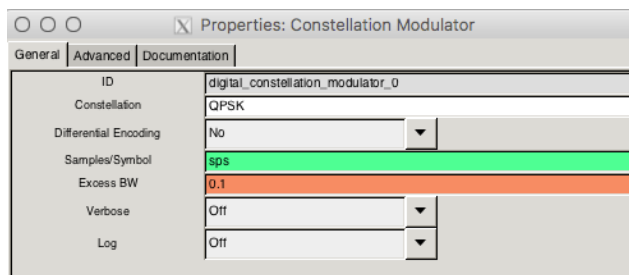 Properties: Constellation Modulator
General Advanced Documentation
ID digital_constellation_modulator_0
Constellation QPSK
Differential Encoding No
Samples/Symbol sps
Excess BW 0.1
Verbose Off
Log Off